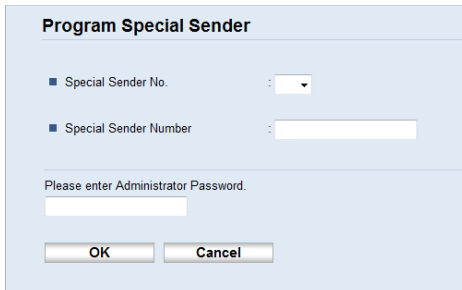 Program Special Sender
Special Sender No. :
Special Sender Number :
Please enter Administrator Password.
OK Cancel